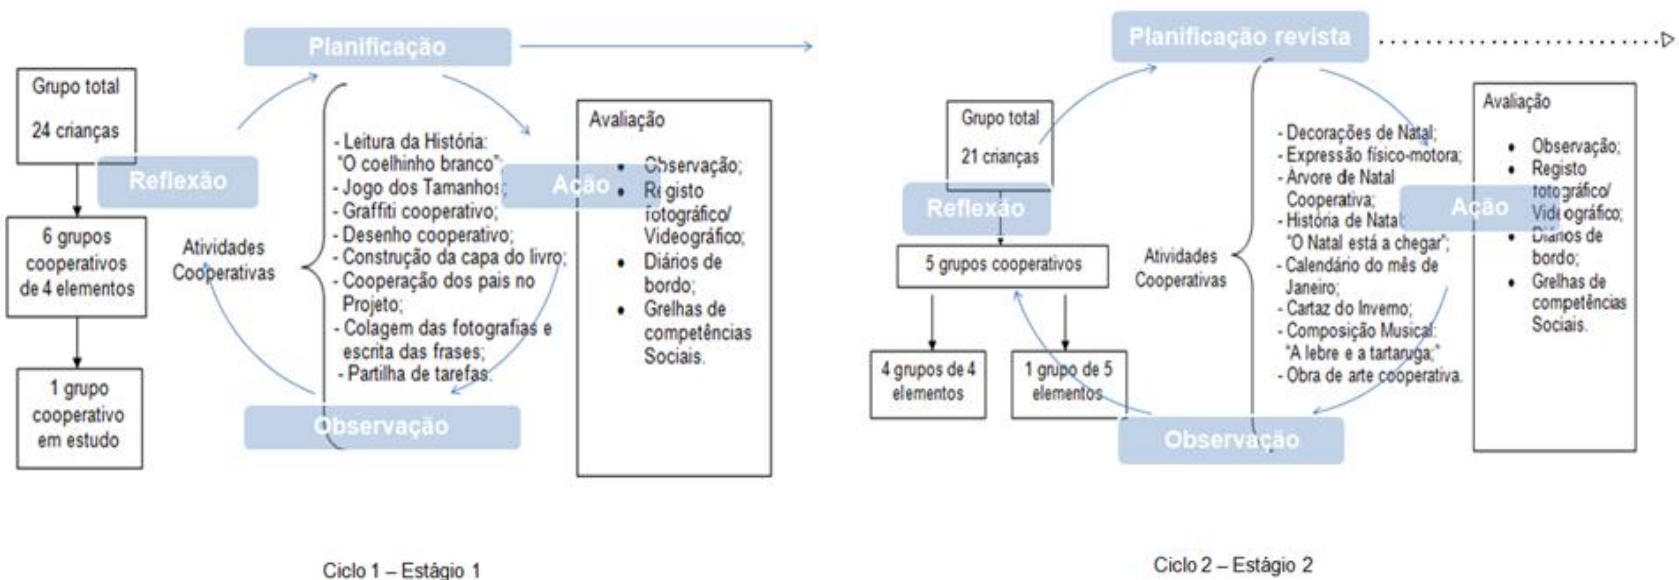 Planificação
Grupo total
24 crianças
Reflexão
6 grupos
cooperativos
de 4 elementos
1 grupo
cooperativo
em estudo
Atividades
Cooperativas
- Leitura da História:
"O coelhinho branco";
- Jogo dos Tamanhos;
- Graffiti cooperativo;
- Desenho cooperativo;
- Construção da capa do livro;
- Cooperação dos pais no
Projeto;
- Colagem das fotografias e
escrita das frases;
- Partilha de tarefas.
Ação
Observação
Avaliação
• Observação;
• Registo
fotográfico/
Videográfico;
• Diários de
bordo;
• Grelhas de
competências
Sociais.
Ciclo 1 – Estágio 1
Planificação revista
Grupo total
21 crianças
Reflexão
5 grupos cooperativos
4 grupos de 4
elementos
1 grupo de 5
elementos
Atividades
Cooperativas
- Decorações de Natal;
- Expressão físico-motora;
- Arvore de Natal
Cooperativa;
- História de Natal:
"O Natal está a chegar";
- Calendário do mês de
Janeiro;
- Cartaz do Inverno;
- Composição Musical:
"A lebre e a tartaruga;"
- Obra de arte cooperativa.
Ação
Observação
Avaliação
• Observação;
• Registo
fotográfico/
Videográfico;
• Diários de
bordo;
• Grelhas de
competências
Sociais.
Ciclo 2 – Estágio 2